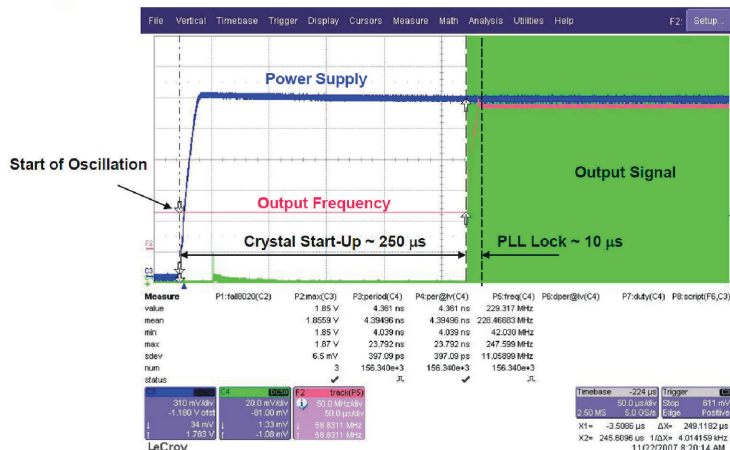 File Vertical Timebase Trigger Display Cursors Measure Math Analysis Utilities Help F2: Setup...
Power Supply
Start of Oscillation
Output Signal
Output Frequency
F2
Crystal Start-Up ~ 250 µs
PLL Lock ~ 10 µs
C3
Measure P1:fall8020(C2) P2:max(C3) P3:period(C4) P4:per@lv(C4) P5:freq(C4) P6:dper@lv(C4) P7:duty(C4) P8:script(F6,C3)
value 1.85 V 4.361 ns 4.361 ns 229.317 MHz
mean 1.8559 V 4.39496 ns 4.39496 ns 228.46683 MHz
min 1.85 V 4.039 ns 4.039 ns 42.030 MHz
max 1.87 V 23.792 ns 23.792 ns 247.599 MHz
sdev 6.5 mV 397.09 ps 397.09 ps 11.05899 MHz
num 3 156.340e+3 156.340e+3 156.340e+3
status
C3
310 mV/div
-1.180 V ofst
34 mV
1.783 V
C4
20.0 mV/div
-61.00 mV
1.33 mV
-1.08 mV
F2 track(P5)
50.0 MHz/div
50.0 µs/div
58.8311 MHz
58.8311 MHz
Timebase -224 µs
50.0 µs/div
2.50 MS 5.0 GS/s
Trigger
Stop 611 mV
Edge Positive
X1= -3.5086 µs ΔX= 249.1182 µs
X2= 245.6096 µs 1/ΔX= 4.014159 kHz
LeCroy
11/22/2007 8:20:14 AM